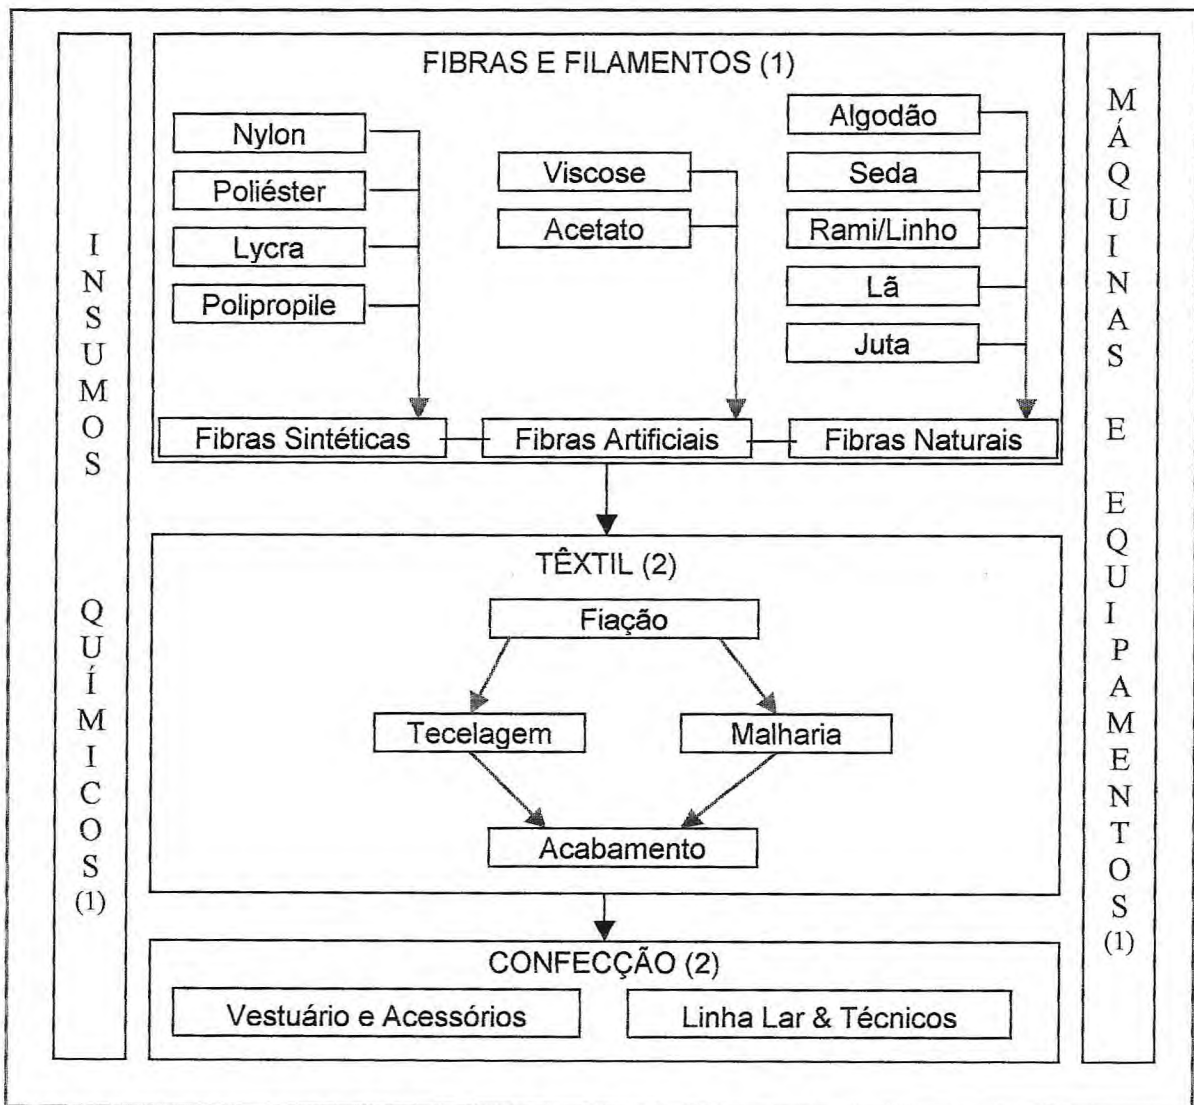 INSUMOS QUÍMICOS (1)
FIBRAS E FILAMENTOS (1)
Nylon
Poliéster
Lycra
Polipropile
Viscose
Acetato
Algodão
Seda
Rami/Linho
Lã
Juta
Fibras Sintéticas
Fibras Artificiais
Fibras Naturais
TÊXTIL (2)
Fiação
Tecelagem
Malharia
Acabamento
CONFECÇÃO (2)
Vestuário e Acessórios
Linha Lar & Técnicos
MÁQUINAS E EQUIPAMENTOS (1)